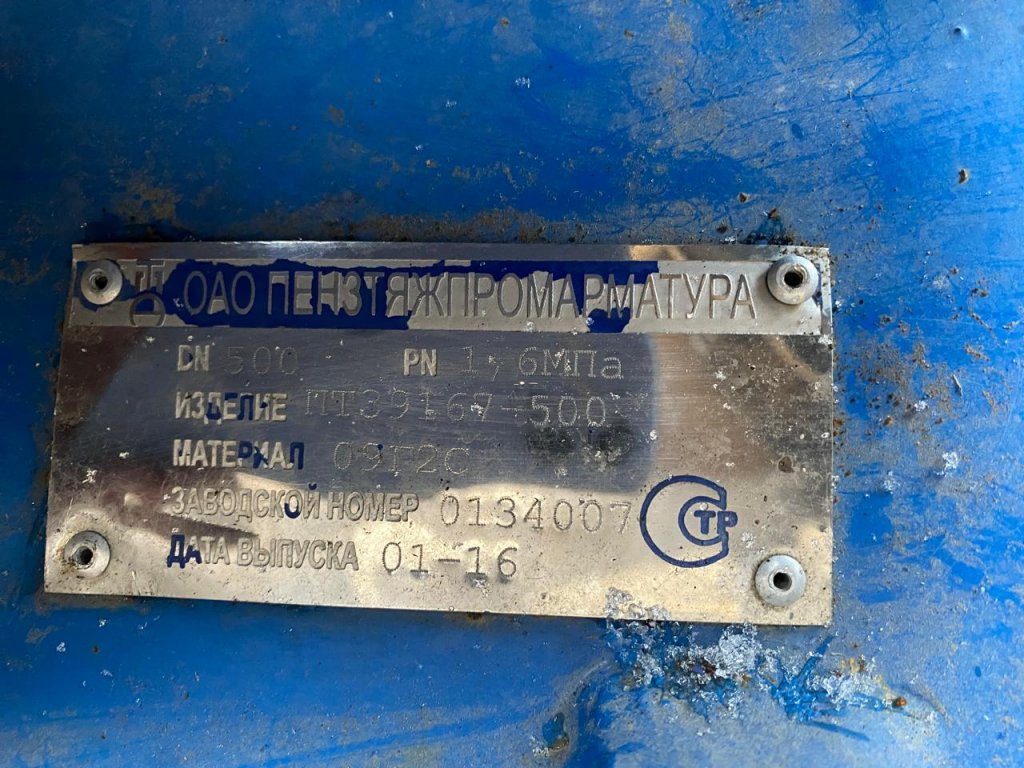 ОАО ПЕНЗТЯЖПРОМАРМАТУРА
DN 500 PN 1,6МПа
ИЗДЕЛИЕ ПТ39167-500
МАТЕРИАЛ 09Г2С
ЗАВОДСКОЙ НОМЕР 0134007
ДАТА ВЫПУСКА 01-16
СТР